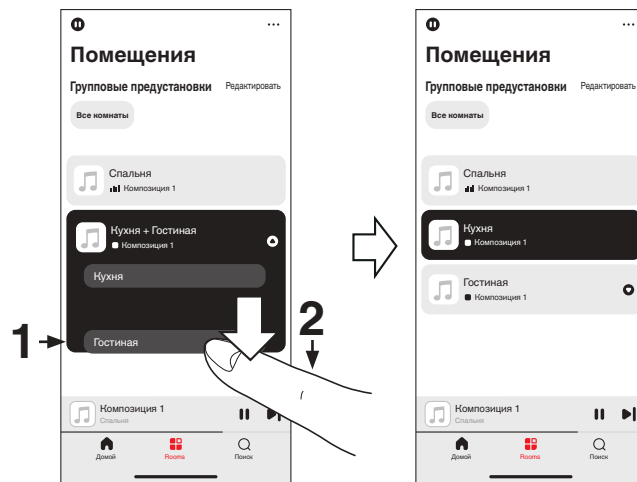 Помещения
Групповые предустановки Редактировать
Все комнаты
Спальня
Композиция 1
Кухня + Гостиная
Композиция 1
Кухня
Гостиная
1
2
Композиция 1
Спальня
Домой Rooms Поиск
Помещения
Групповые предустановки Редактировать
Все комнаты
Спальня
Композиция 1
Кухня
Композиция 1
Гостиная
Композиция 1
Композиция 1
Спальня
Домой Rooms Поиск